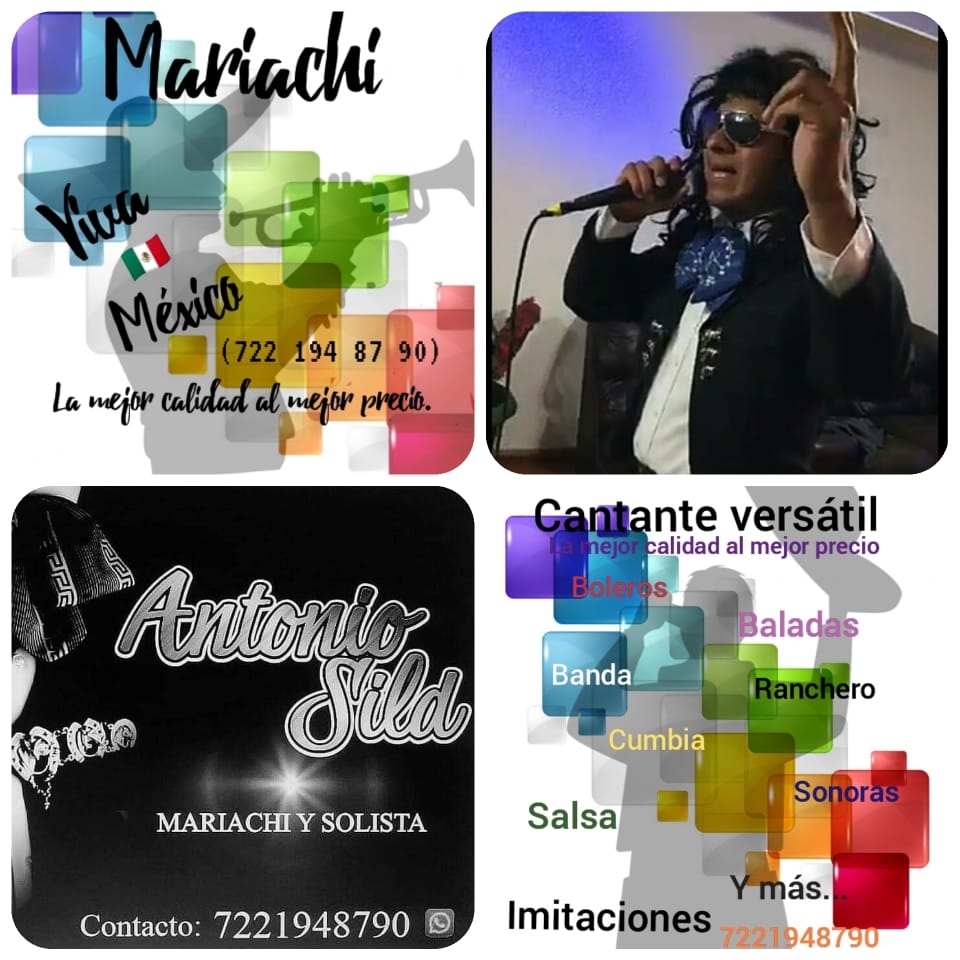 Mariachi
Viva
México
(722 194 87 90)
La mejor calidad al mejor precio.
Antonio
Sild
MARIACHI Y SOLISTA
Contacto: 7221948790
Cantante versátil
La mejor calidad al mejor precio
Boleros
Baladas
Banda
Ranchero
Cumbia
Sonoras
Salsa
Y más...
Imitaciones
7221948790